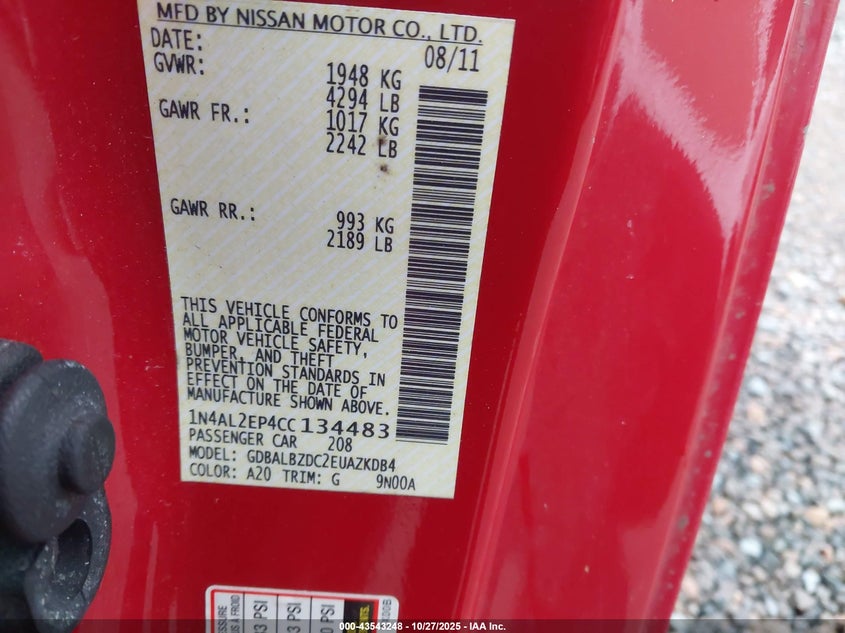 MFD BY NISSAN MOTOR CO., LTD.
DATE: 08/11
GVWR: 1948 KG
4294 LB
GAWR FR.: 1017 KG
2242 LB
GAWR RR.: 993 KG
2189 LB
THIS VEHICLE CONFORMS TO
ALL APPLICABLE FEDERAL
MOTOR VEHICLE SAFETY,
BUMPER, AND THEFT
PREVENTION STANDARDS IN
EFFECT ON THE DATE OF
MANUFACTURE SHOWN ABOVE.
1N4AL2EP4CC134483
PASSENGER CAR 208
MODEL: GDBALBZDC2EUAZKDB4
COLOR: A20 TRIM: G 9N00A
PSI
PSI
PSI
000-43543248 - 10/27/2025 - IAA Inc.